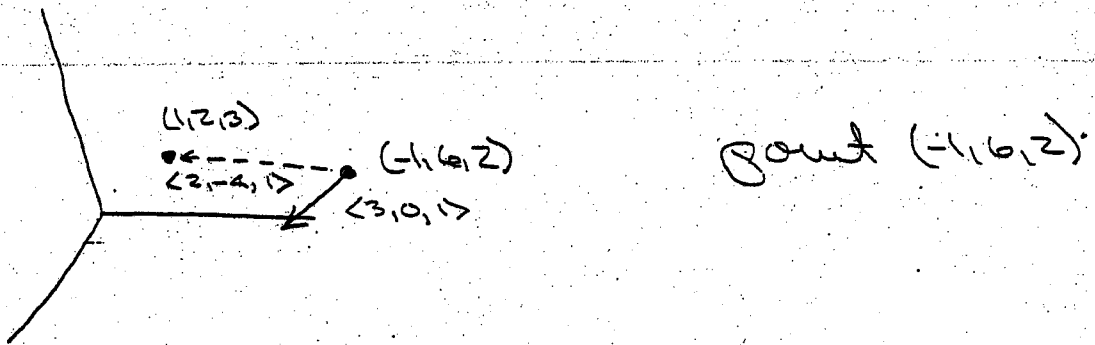 (1,2,3)
(-1,6,2)
<2,-4,1>
<3,0,1>
point (-1,6,2)